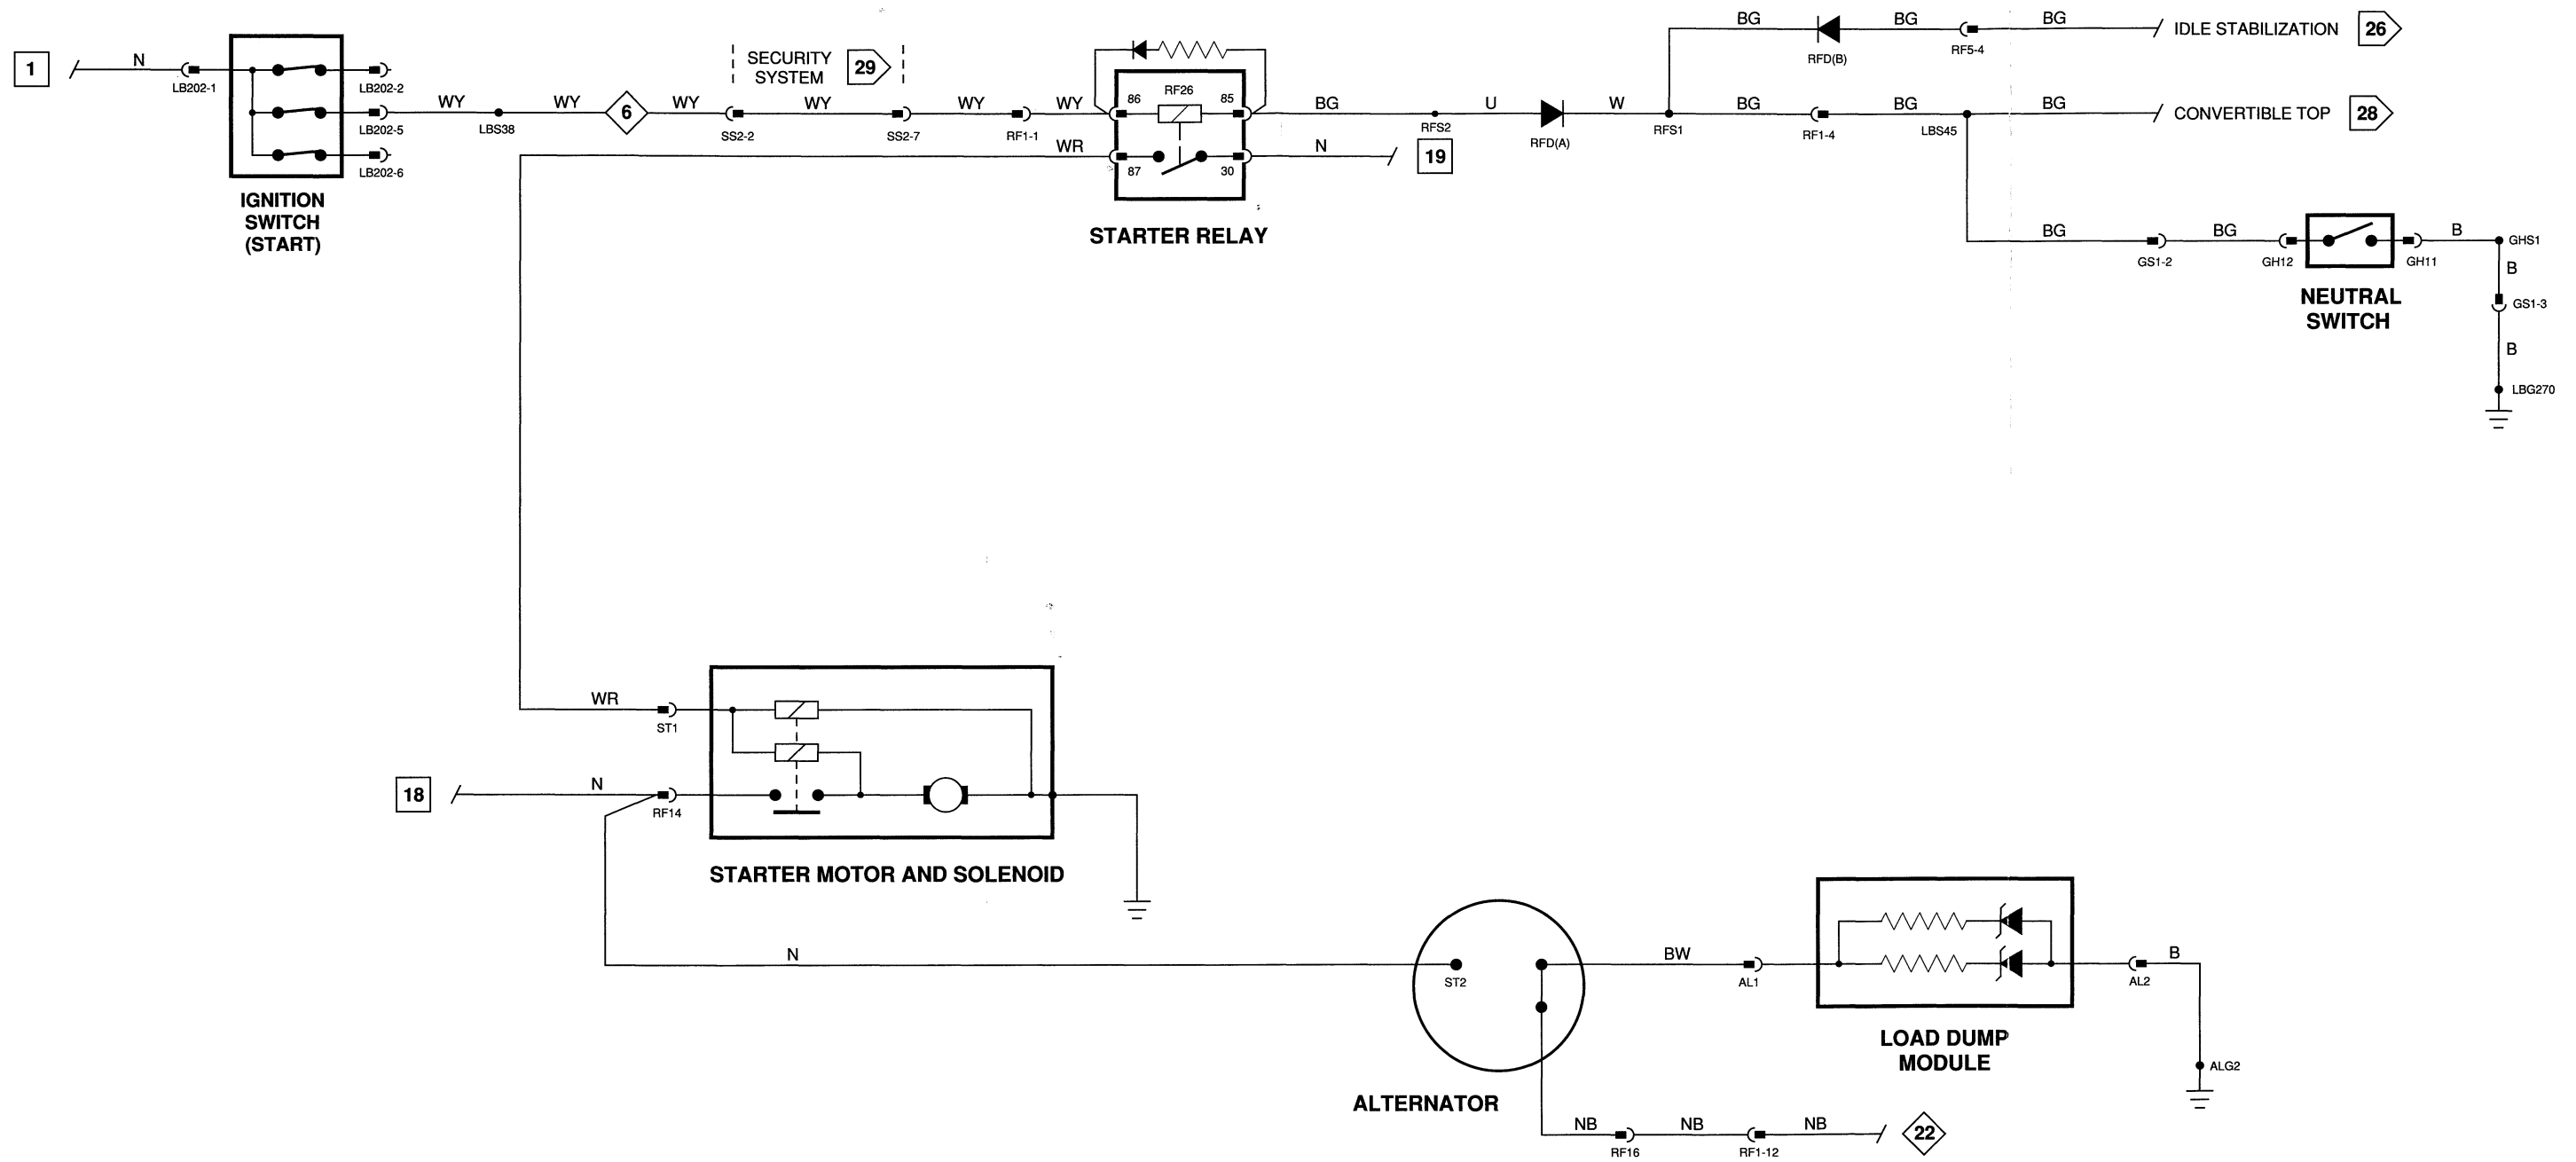 BG
BG
BG
IDLE STABILIZATION
26
RFD(B)
RF5-4
1
N
LB202-1
LB202-2
SECURITY
SYSTEM
29
WY
WY
6
WY
WY
WY
WY
LB202-5
LBS38
SS2-2
SS2-7
RF1-1
LB202-6
IGNITION
SWITCH
(START)
86
RF26
85
87
30
WR
STARTER RELAY
BG
U
W
BG
BG
BG
CONVERTIBLE TOP
28
RFS2
RFD(A)
RFS1
RF1-4
LBS45
N
19
BG
BG
B
GHS1
GS1-2
GH12
GH11
B
GS1-3
NEUTRAL
SWITCH
B
LBG270
WR
ST1
18
N
RF14
STARTER MOTOR AND SOLENOID
N
ST2
ALTERNATOR
BW
AL1
LOAD DUMP
MODULE
AL2
B
ALG2
NB
NB
NB
22
RF16
RF1-12